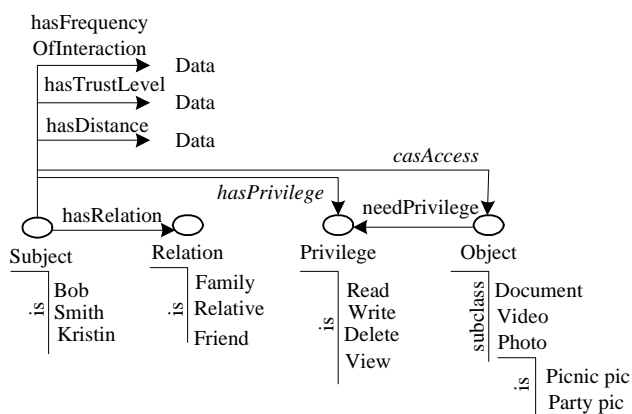 hasFrequency
OfInteraction
Data
hasTrustLevel
Data
hasDistance
Data
casAccess
hasPrivilege
needPrivilege
hasRelation
Subject
Relation
Privilege
Object
is
Bob
Smith
Kristin
is
Family
Relative
Friend
is
Read
Write
Delete
View
subclass
Document
Video
Photo
is
Picnic pic
Party pic